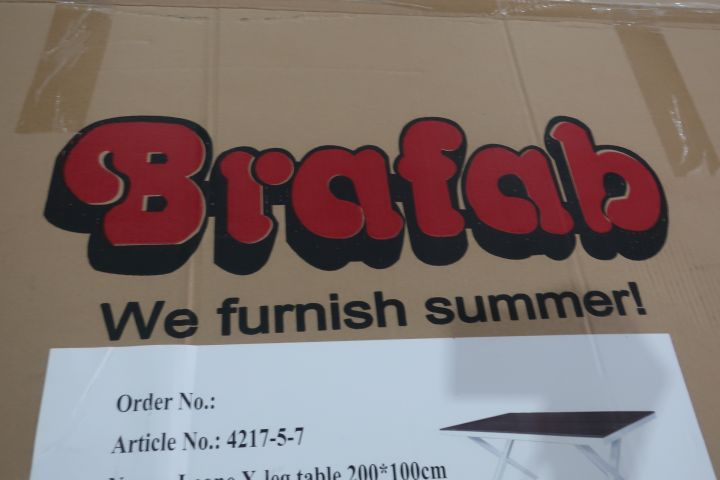 Brafab
We furnish summer!
Order No.:
Article No.: 4217-5-7
X-leg table 200*100cm